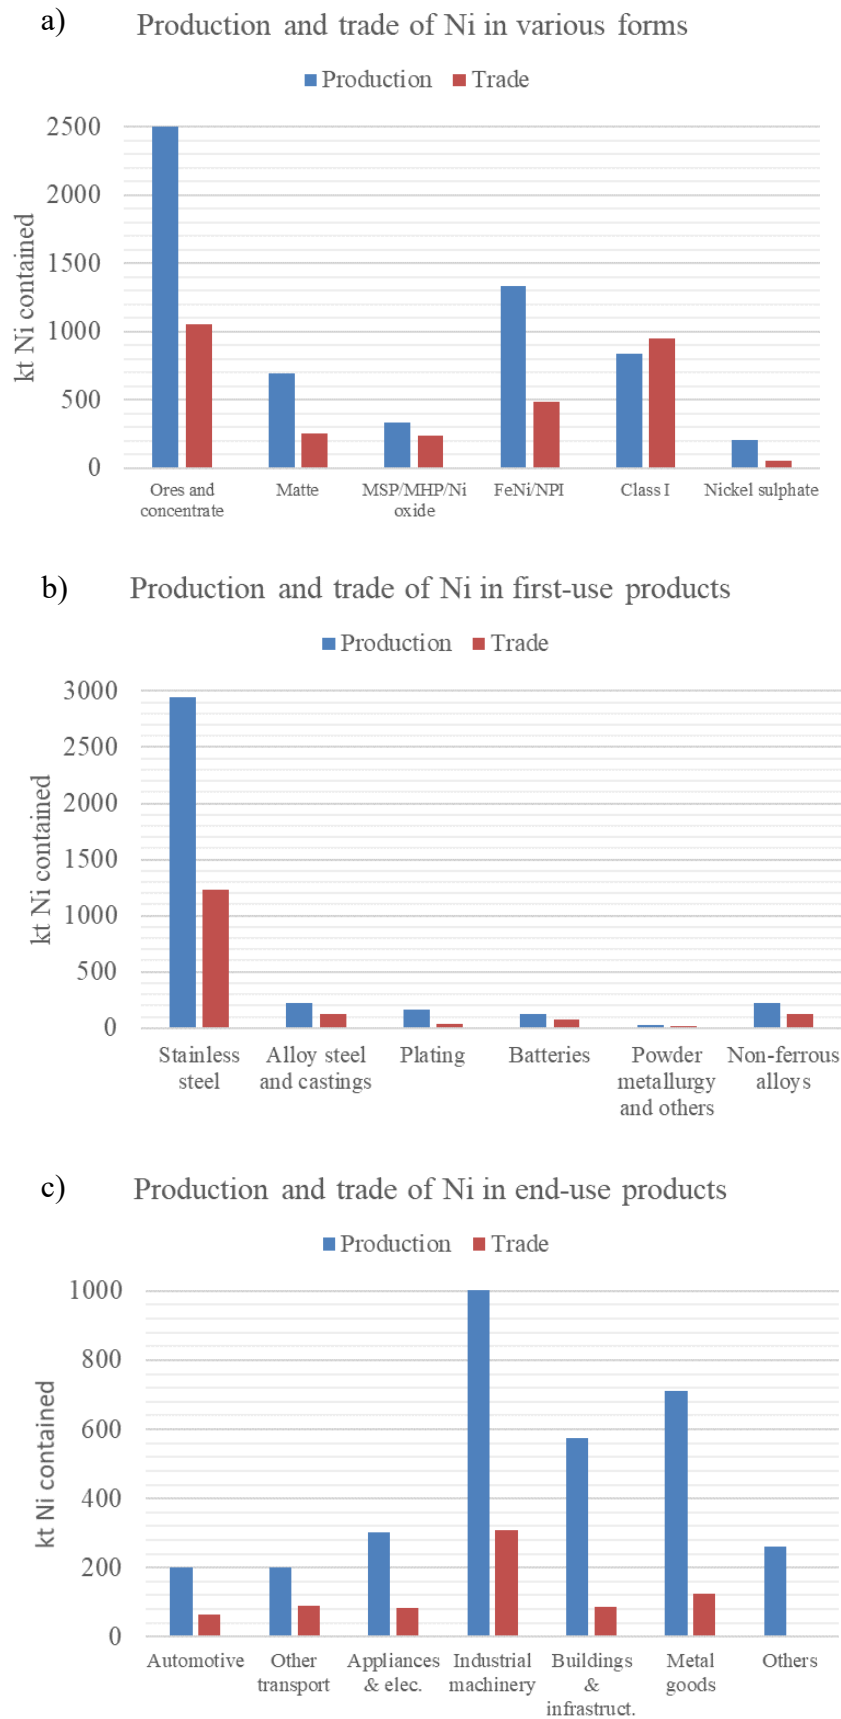 a) Production and trade of Ni in various forms
Production Trade
kt Ni contained
2500
2000
1500
1000
500
0
Ores and concentrate
Matte
MSP/MHP/Ni oxide
FeNi/NPI
Class I
Nickel sulphate
b) Production and trade of Ni in first-use products
Production Trade
kt Ni contained
3000
2500
2000
1500
1000
500
0
Stainless steel
Alloy steel and castings
Plating
Batteries
Powder metallurgy and others
Non-ferrous alloys
c) Production and trade of Ni in end-use products
Production Trade
kt Ni contained
1000
800
600
400
200
0
Automotive
Other transport
Appliances & elec.
Industrial machinery
Buildings & infrastruct.
Metal goods
Others